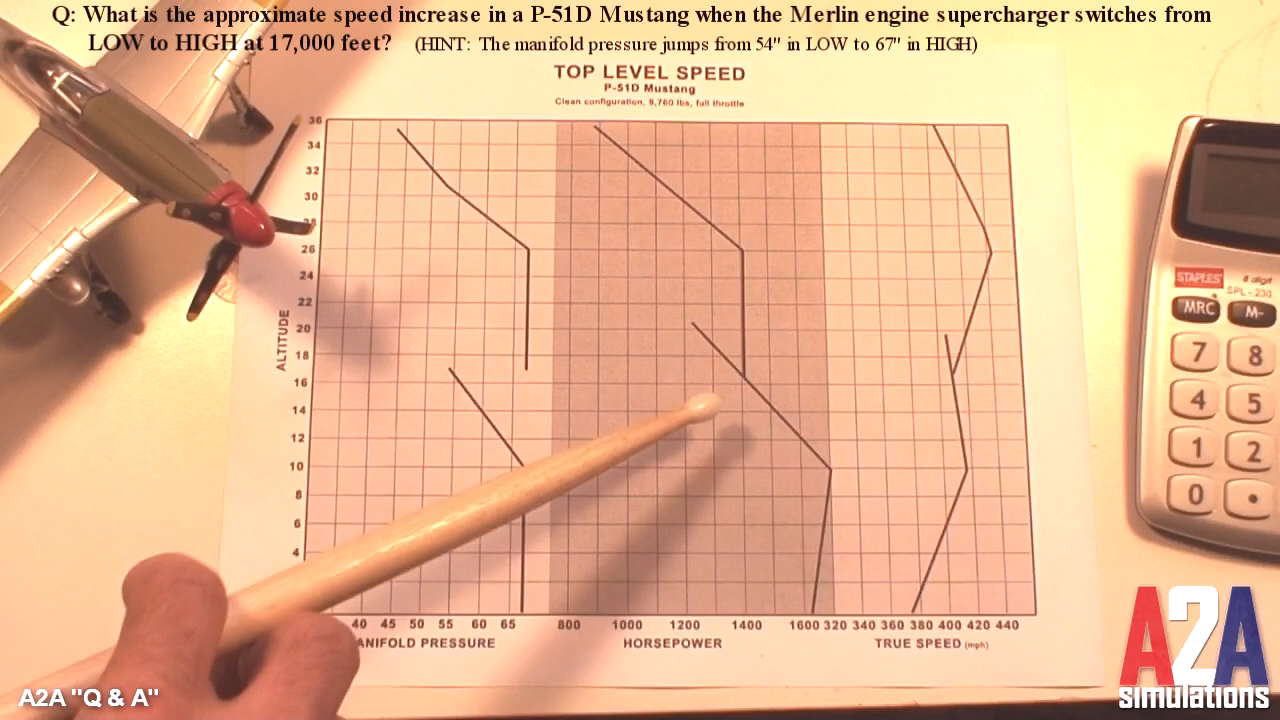 Q: What is the approximate speed increase in a P-51D Mustang when the Merlin engine supercharger switches from
LOW to HIGH at 17,000 feet? (HINT: The manifold pressure jumps from 54" in LOW to 67" in HIGH)
TOP LEVEL SPEED
P-51D Mustang
Clean configuration, 9,760 lbs, full throttle
36
34
32
30
28
26
24
22
20
18
16
14
12
10
8
6
4
ALTITUDE
40 45 50 55 60 65 800 1000 1200 1400 1600 320 340 360 380 400 420 440
ANIFOLD PRESSURE HORSEPOWER TRUE SPEED (mph)
STAPLES 8 digit
SPL-230
MRC M-
7 8
4 5
1 2
0 •
A2A "Q & A"
A2A
simulations